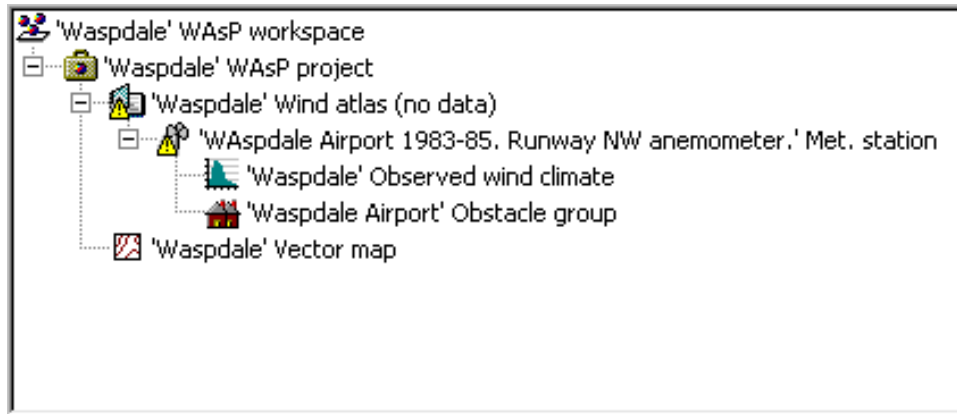 'Waspdale' WAsP workspace
'Waspdale' WAsP project
'Waspdale' Wind atlas (no data)
'WAspdale Airport 1983-85. Runway NW anemometer.' Met. station
'Waspdale' Observed wind climate
'Waspdale Airport' Obstacle group
'Waspdale' Vector map